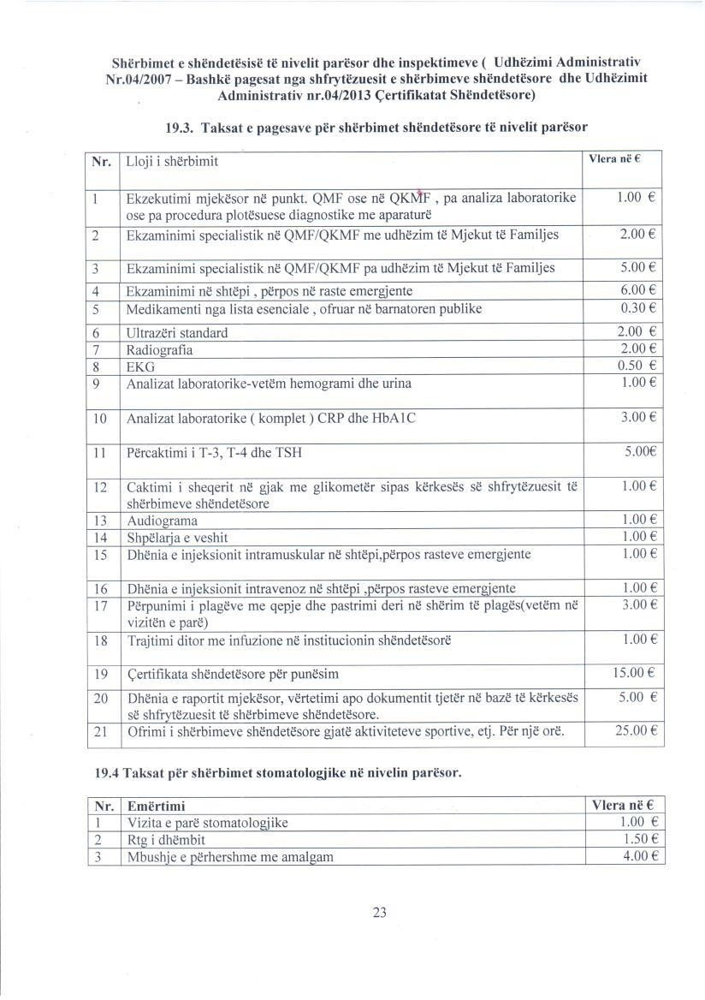 Shërbimet e shëndetësisë të nivelit parësor dhe inspektimeve ( Udhëzimi Administrativ
Nr.04/2007 – Bashkë pagesat nga shfrytëzuesit e shërbimeve shëndetësore dhe Udhëzimit
Administrativ nr.04/2013 Çertifikatat Shëndetësore)
19.3. Taksat e pagesave për shërbimet shëndetësore të nivelit parësor
Nr. Lloji i shërbimit Vlera në €
1 Ekzekutimi mjekësor në punkt. QMF ose në QKMF , pa analiza laboratorike 1.00 €
ose pa procedura plotësuese diagnostike me aparaturë
2 Ekzaminimi specialistik në QMF/QKMF me udhëzim të Mjekut të Familjes 2.00 €
3 Ekzaminimi specialistik në QMF/QKMF pa udhëzim të Mjekut të Familjes 5.00 €
4 Ekzaminimi në shtëpi , përpos në raste emergjente 6.00 €
5 Medikamenti nga lista esenciale , ofruar në barnatoren publike 0.30 €
6 Ultrazëri standard 2.00 €
7 Radiografia 2.00 €
8 EKG 0.50 €
9 Analizat laboratorike-vetëm hemogrami dhe urina 1.00 €
10 Analizat laboratorike ( komplet ) CRP dhe HbA1C 3.00 €
11 Përcaktimi i T-3, T-4 dhe TSH 5.00€
12 Caktimi i sheqerit në gjak me glikometër sipas kërkesës së shfrytëzuesit të 1.00 €
shërbimeve shëndetësore
13 Audiograma 1.00 €
14 Shpëlarja e veshit 1.00 €
15 Dhënia e injeksionit intramuskular në shtëpi,përpos rasteve emergjente 1.00 €
16 Dhënia e injeksionit intravenoz në shtëpi ,përpos rasteve emergjente 1.00 €
17 Përpunimi i plagëve me qepje dhe pastrimi deri në shërim të plagës(vetëm në 3.00 €
vizitën e parë)
18 Trajtimi ditor me infuzione në institucionin shëndetësorë 1.00 €
19 Çertifikata shëndetësore për punësim 15.00 €
20 Dhënia e raportit mjekësor, vërtetimi apo dokumentit tjetër në bazë të kërkesës 5.00 €
së shfrytëzuesit të shërbimeve shëndetësore.
21 Ofrimi i shërbimeve shëndetësore gjatë aktiviteteve sportive, etj. Për një orë. 25.00 €
19.4 Taksat për shërbimet stomatologjike në nivelin parësor.
Nr. Emërtimi Vlera në €
1 Vizita e parë stomatologjike 1.00 €
2 Rtg i dhëmbit 1.50 €
3 Mbushje e përhershme me amalgam 4.00 €
23